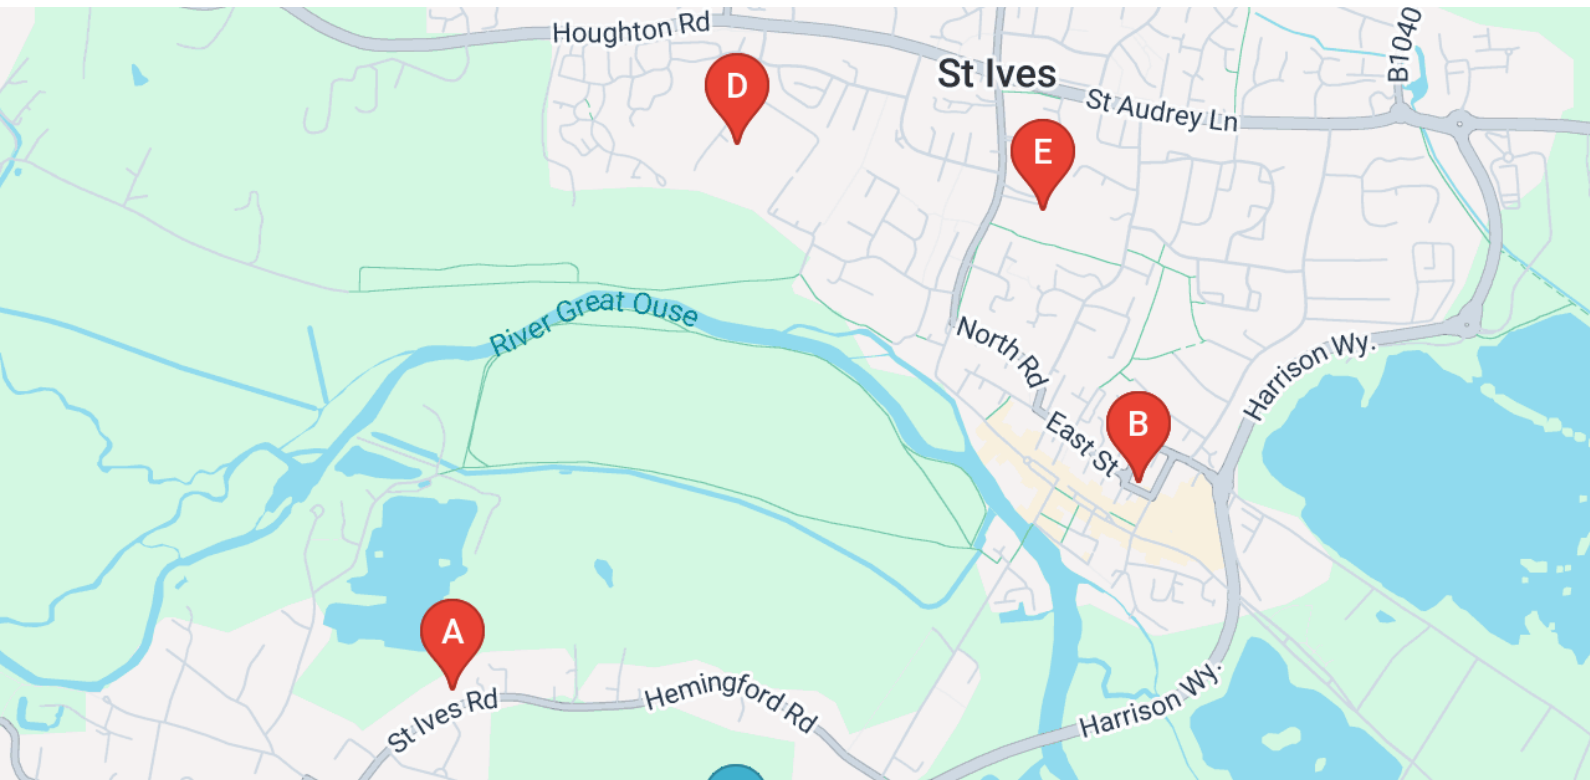 Houghton Rd
B1040
D
St Ives
St Audrey Ln
E
River Great Ouse
North Rd
Harrison Wy.
B
East St
A
St Ives Rd
Hemingford Rd
Harrison Wy.